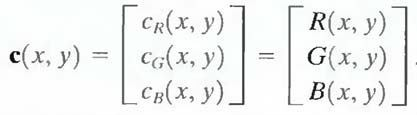 c(x, y) = [ c_R(x, y) ] = [ R(x, y) ]
[ c_G(x, y) ] [ G(x, y) ]
[ c_B(x, y) ] [ B(x, y) ].